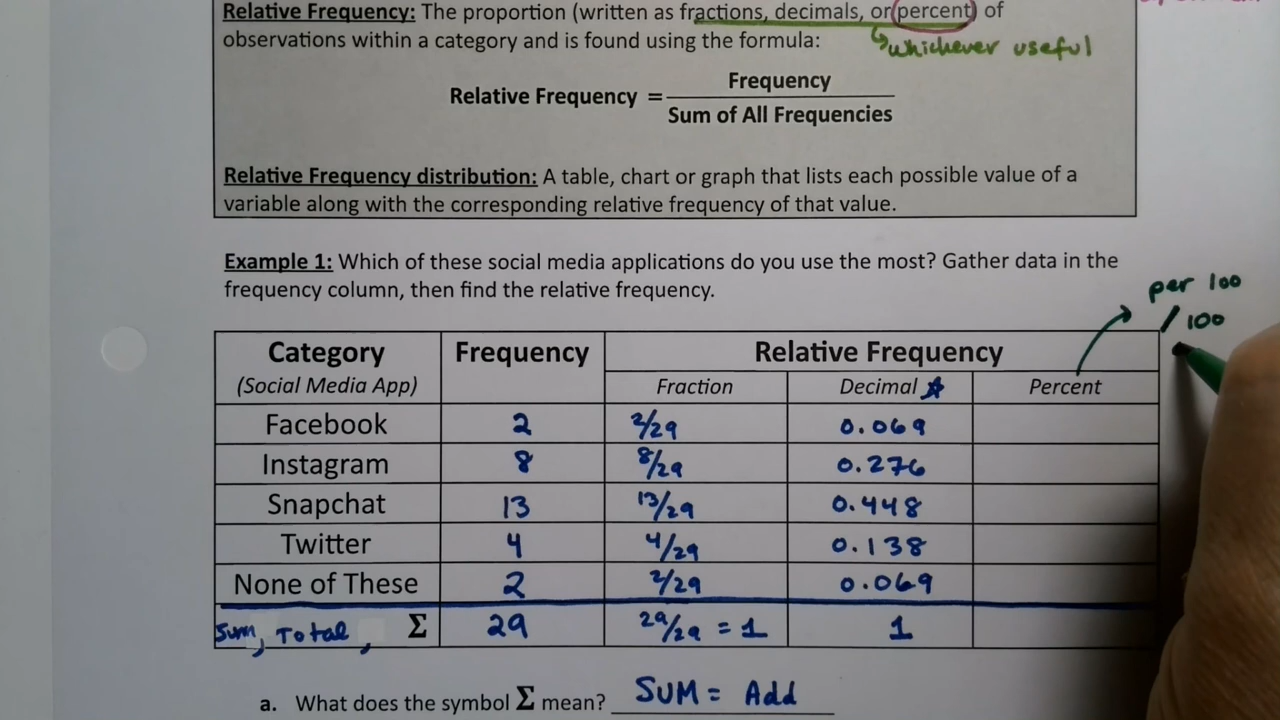 Relative Frequency: The proportion (written as fractions, decimals, or percent) of
observations within a category and is found using the formula:
whichever useful
Relative Frequency = Frequency
Sum of All Frequencies
Relative Frequency distribution: A table, chart or graph that lists each possible value of a
variable along with the corresponding relative frequency of that value.
Example 1: Which of these social media applications do you use the most? Gather data in the
frequency column, then find the relative frequency.
per 100
/ 100
Category Frequency Relative Frequency
(Social Media App) Fraction Decimal ☆ Percent
Facebook 2 2/29 0.069
Instagram 8 8/29 0.276
Snapchat 13 13/29 0.448
Twitter 4 4/29 0.138
None of These 2 2/29 0.069
Sum, Total, Σ 29 29/29 = 1 1
a. What does the symbol Σ mean? SUM = Add